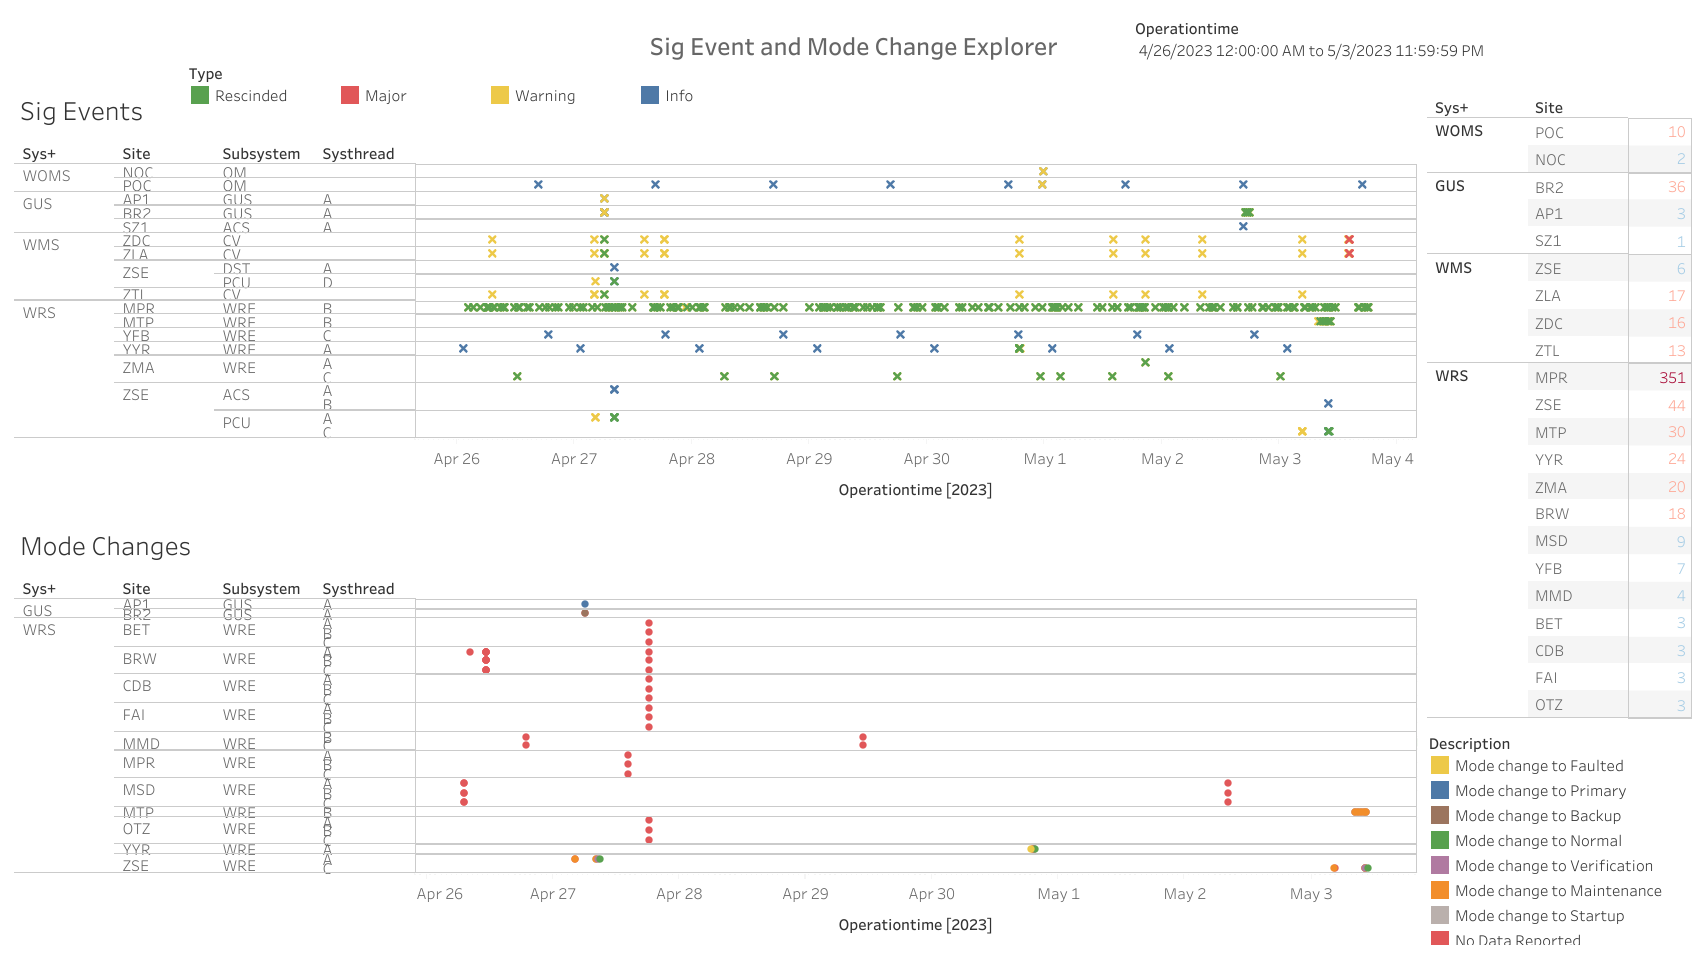 Sig Event and Mode Change Explorer
Operationtime
4/26/2023 12:00:00 AM to 5/3/2023 11:59:59 PM
Type
Rescinded Major Warning Info
Sig Events
Sys+ Site Subsystem Systhread
WOMS NOC OM
POC OM
GUS AP1 GUS A
BR2 GUS A
SZ1 ACS A
WMS ZDC CV
ZLA CV
ZSE DST A
PCU D
ZTL CV
WRS MPR WRE B
MTP WRE B
YFB WRE C
YYR WRE A
ZMA WRE A
C
ZSE ACS A
B
PCU A
C
Apr 26 Apr 27 Apr 28 Apr 29 Apr 30 May 1 May 2 May 3 May 4
Operationtime [2023]
Mode Changes
Sys+ Site Subsystem Systhread
GUS AP1 GUS A
BR2 GUS A
WRS BET WRE A
B
C
BRW WRE A
B
C
CDB WRE A
B
C
FAI WRE A
B
C
MMD WRE B
C
MPR WRE A
B
C
MSD WRE A
B
C
MTP WRE B
OTZ WRE A
B
C
YYR WRE A
ZSE WRE A
C
Apr 26 Apr 27 Apr 28 Apr 29 Apr 30 May 1 May 2 May 3
Operationtime [2023]
Sys+ Site
WOMS POC 10
NOC 2
GUS BR2 36
AP1 3
SZ1 1
WMS ZSE 6
ZLA 17
ZDC 16
ZTL 13
WRS MPR 351
ZSE 44
MTP 30
YYR 24
ZMA 20
BRW 18
MSD 9
YFB 7
MMD 4
BET 3
CDB 3
FAI 3
OTZ 3
Description
Mode change to Faulted
Mode change to Primary
Mode change to Backup
Mode change to Normal
Mode change to Verification
Mode change to Maintenance
Mode change to Startup
No Data Reported